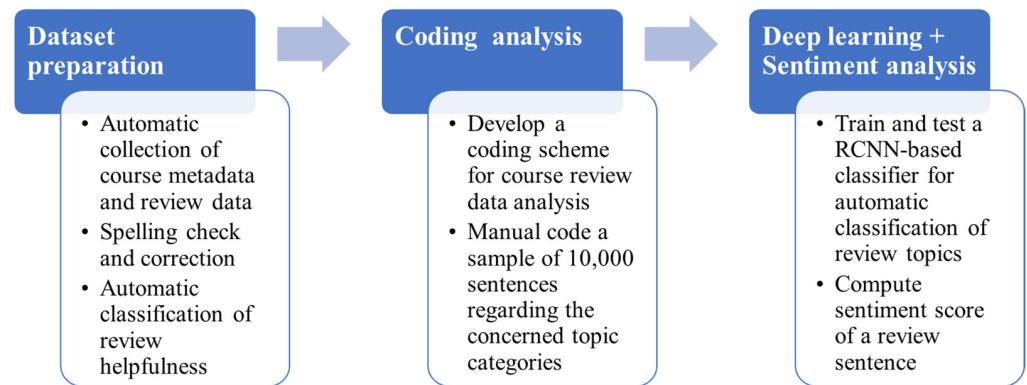 Dataset
preparation
• Automatic
collection of
course metadata
and review data
• Spelling check
and correction
• Automatic
classification of
review
helpfulness
Coding analysis
• Develop a
coding scheme
for course review
data analysis
• Manual code a
sample of 10,000
sentences
regarding the
concerned topic
categories
Deep learning +
Sentiment analysis
• Train and test a
RCNN-based
classifier for
automatic
classification of
review topics
• Compute
sentiment score
of a review
sentence